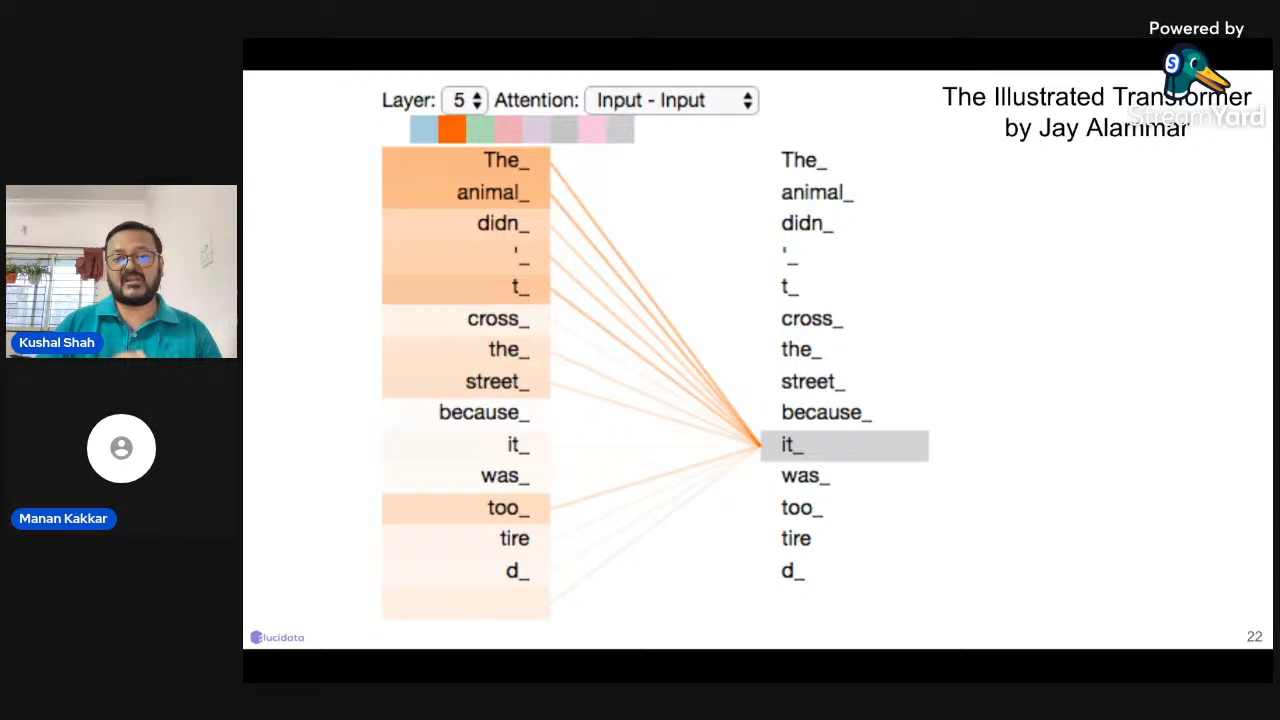 Powered by
S
StreamYard
Layer: 5 Attention: Input - Input
The Illustrated Transformer
by Jay Alammar
The_ The_
animal_ animal_
didn_ didn_
'_ '_
t_ t_
cross_ cross_
the_ the_
street_ street_
because_ because_
it_ it_
was_ was_
too_ too_
tire tire
d_ d_
Kushal Shah
Manan Kakkar
Elucidata
22